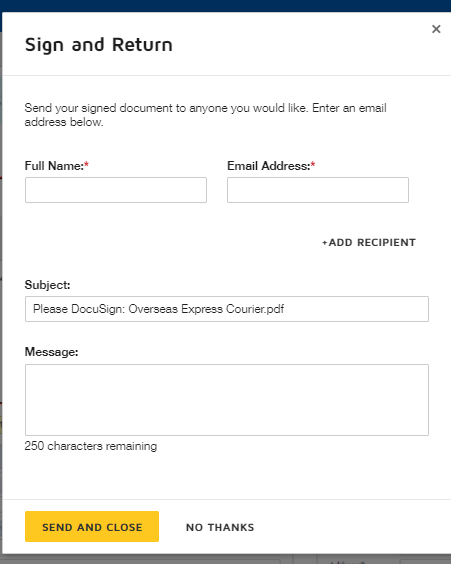 ×
Sign and Return
Send your signed document to anyone you would like. Enter an email
address below.
Full Name:* Email Address:*
+ADD RECIPIENT
Subject:
Please DocuSign: Overseas Express Courier.pdf
Message:
250 characters remaining
SEND AND CLOSE NO THANKS